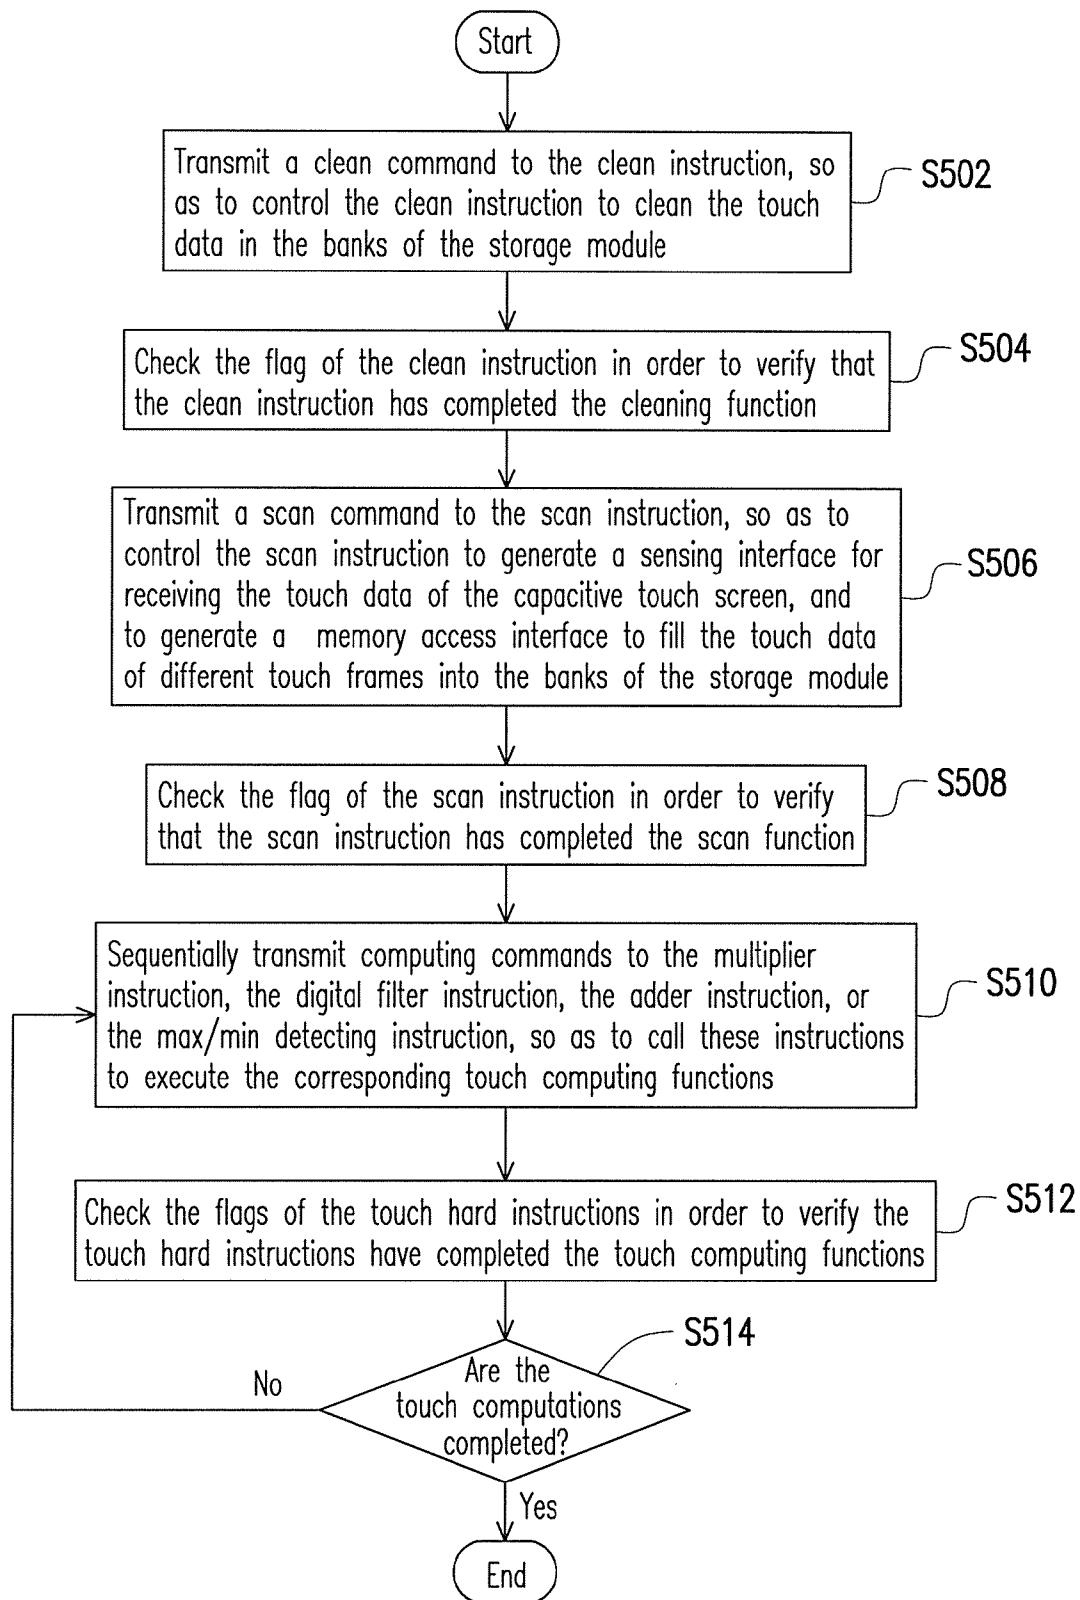 Start
Transmit a clean command to the clean instruction, so
as to control the clean instruction to clean the touch
data in the banks of the storage module
S502
Check the flag of the clean instruction in order to verify that
the clean instruction has completed the cleaning function
S504
Transmit a scan command to the scan instruction, so as to
control the scan instruction to generate a sensing interface for
receiving the touch data of the capacitive touch screen, and
to generate a memory access interface to fill the touch data
of different touch frames into the banks of the storage module
S506
Check the flag of the scan instruction in order to verify
that the scan instruction has completed the scan function
S508
Sequentially transmit computing commands to the multiplier
instruction, the digital filter instruction, the adder instruction, or
the max/min detecting instruction, so as to call these instructions
to execute the corresponding touch computing functions
S510
Check the flags of the touch hard instructions in order to verify the
touch hard instructions have completed the touch computing functions
S512
Are the
touch computations
completed?
S514
No
Yes
End